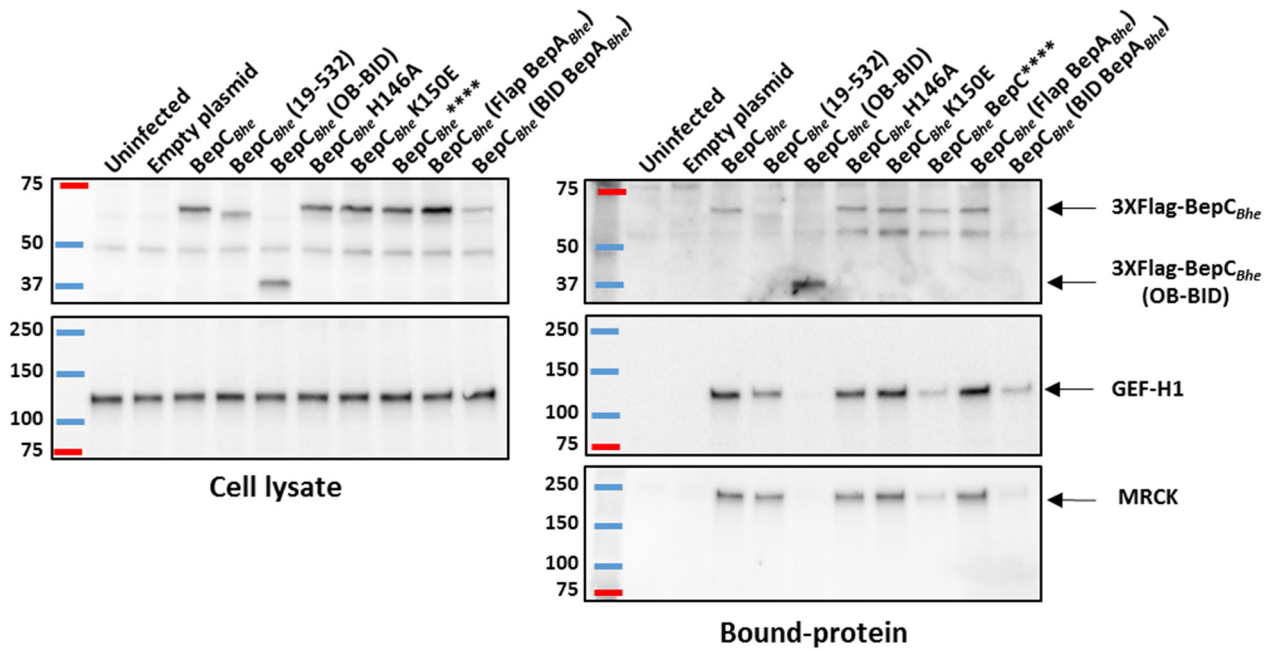 Uninfected
Empty plasmid
BepCBhe
BepCBhe (19-532)
BepCBhe (OB-BID)
BepCBhe H146A
BepCBhe K150E
BepCBhe ****
BepCBhe (Flap BepABhe)
BepCBhe (BID BepABhe)
75
50
37
250
150
100
75
Cell lysate
Uninfected
Empty plasmid
BepCBhe
BepCBhe (19-532)
BepCBhe (OB-BID)
BepCBhe H146A
BepCBhe K150E
BepCBhe BepC****
BepCBhe (Flap BepABhe)
BepCBhe (BID BepABhe)
75
50
37
3XFlag-BepCBhe
3XFlag-BepCBhe
(OB-BID)
250
150
100
75
GEF-H1
250
150
100
75
MRCK
Bound-protein